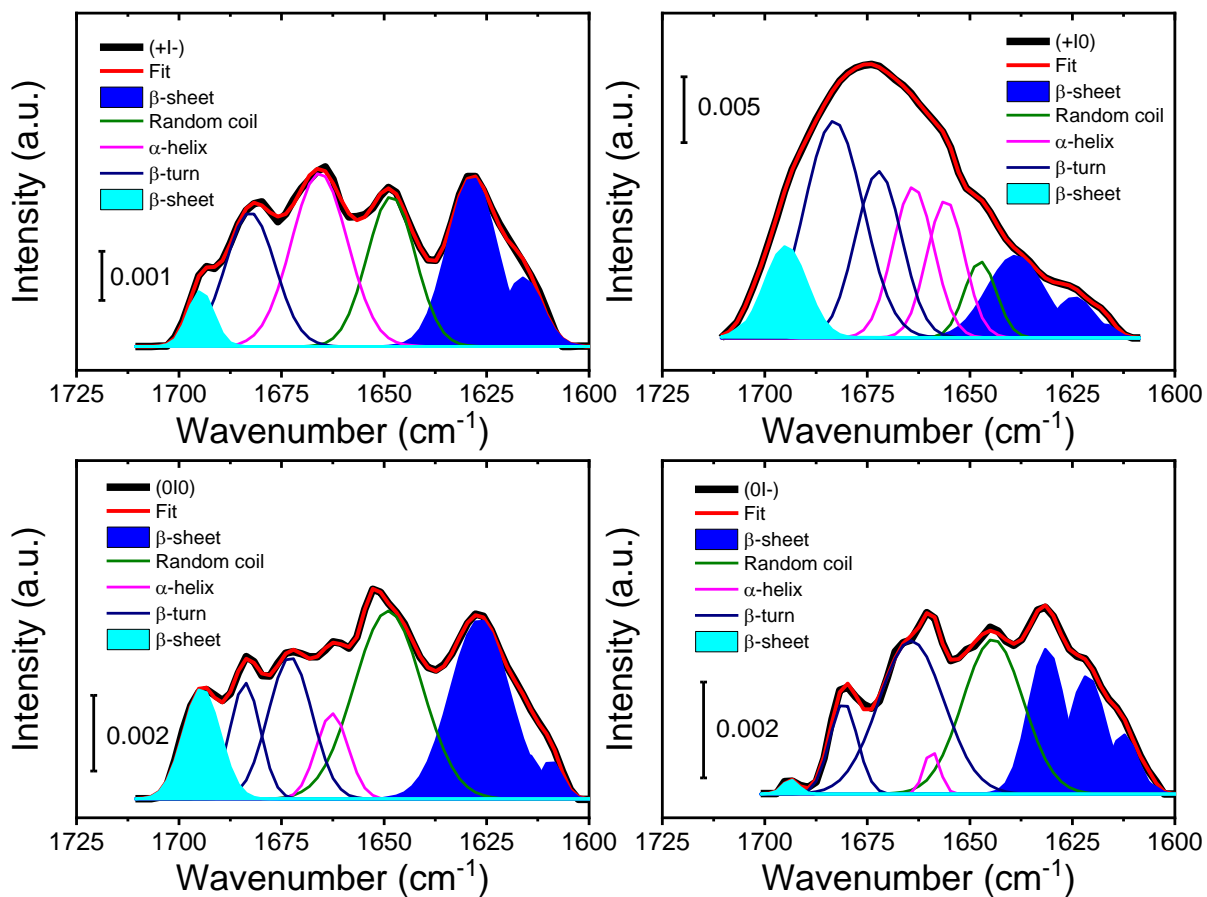 Intensity (a.u.)
(+I-)
Fit
β-sheet
Random coil
α-helix
β-turn
β-sheet
0.001
1725 1700 1675 1650 1625 1600
Wavenumber (cm-1)
Intensity (a.u.)
(+I0)
Fit
β-sheet
Random coil
α-helix
β-turn
β-sheet
0.005
1725 1700 1675 1650 1625 1600
Wavenumber (cm-1)
Intensity (a.u.)
(0I0)
Fit
β-sheet
Random coil
α-helix
β-turn
β-sheet
0.002
1725 1700 1675 1650 1625 1600
Wavenumber (cm-1)
Intensity (a.u.)
(0I-)
Fit
β-sheet
Random coil
α-helix
β-turn
β-sheet
0.002
1725 1700 1675 1650 1625 1600
Wavenumber (cm-1)